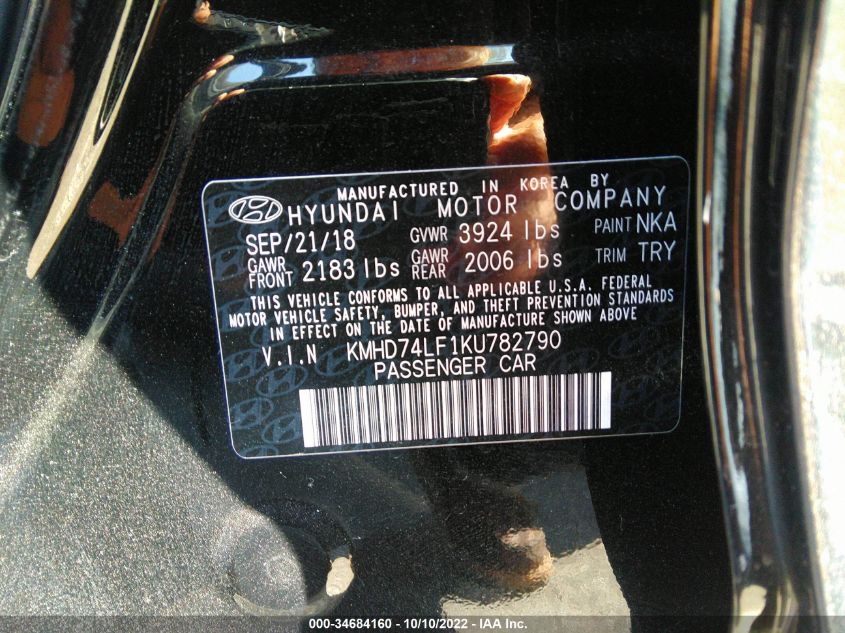 MANUFACTURED IN KOREA BY
HYUNDAI MOTOR COMPANY
SEP/21/18 GVWR 3924 lbs PAINT NKA
GAWR FRONT 2183 lbs GAWR REAR 2006 lbs TRIM TRY
THIS VEHICLE CONFORMS TO ALL APPLICABLE U.S.A. FEDERAL
MOTOR VEHICLE SAFETY, BUMPER, AND THEFT PREVENTION STANDARDS
IN EFFECT ON THE DATE OF MANUFACTURE SHOWN ABOVE
V.I.N KMHD74LF1KU782790
PASSENGER CAR
000-34684160 - 10/10/2022 - IAA Inc.